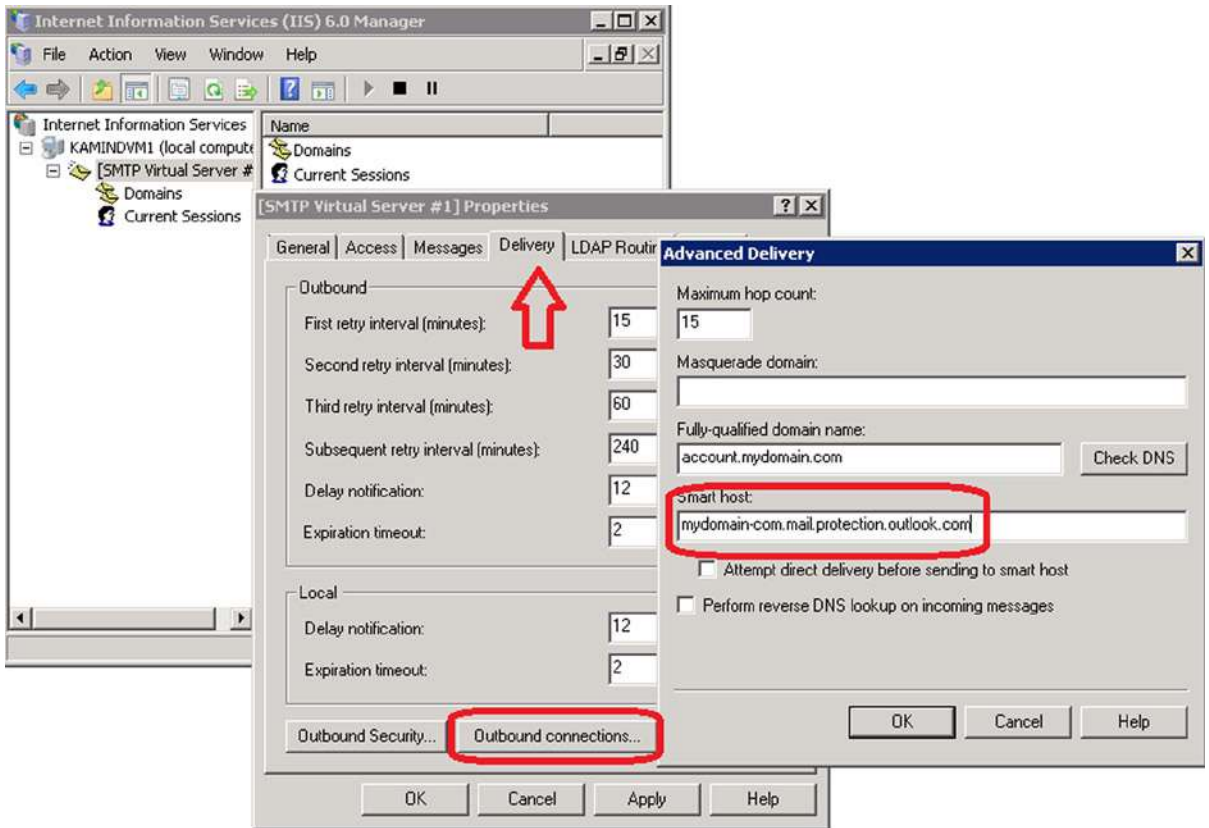 Internet Information Services (IIS) 6.0 Manager
File Action View Window Help
Internet Information Services
KAMINDVM1 (local compute
[SMTP Virtual Server #
Domains
Current Sessions
Name
Domains
Current Sessions
[SMTP Virtual Server #1] Properties
General Access Messages Delivery LDAP Routin
Outbound
First retry interval (minutes): 15
Second retry interval (minutes): 30
Third retry interval (minutes): 60
Subsequent retry interval (minutes): 240
Delay notification: 12
Expiration timeout: 2
Local
Delay notification: 12
Expiration timeout: 2
Outbound Security... Outbound connections...
OK Cancel Apply Help
Advanced Delivery
Maximum hop count:
15
Masquerade domain:
Fully-qualified domain name:
account.mydomain.com Check DNS
Smart host:
mydomain-com.mail.protection.outlook.com
Attempt direct delivery before sending to smart host
Perform reverse DNS lookup on incoming messages
OK Cancel Help